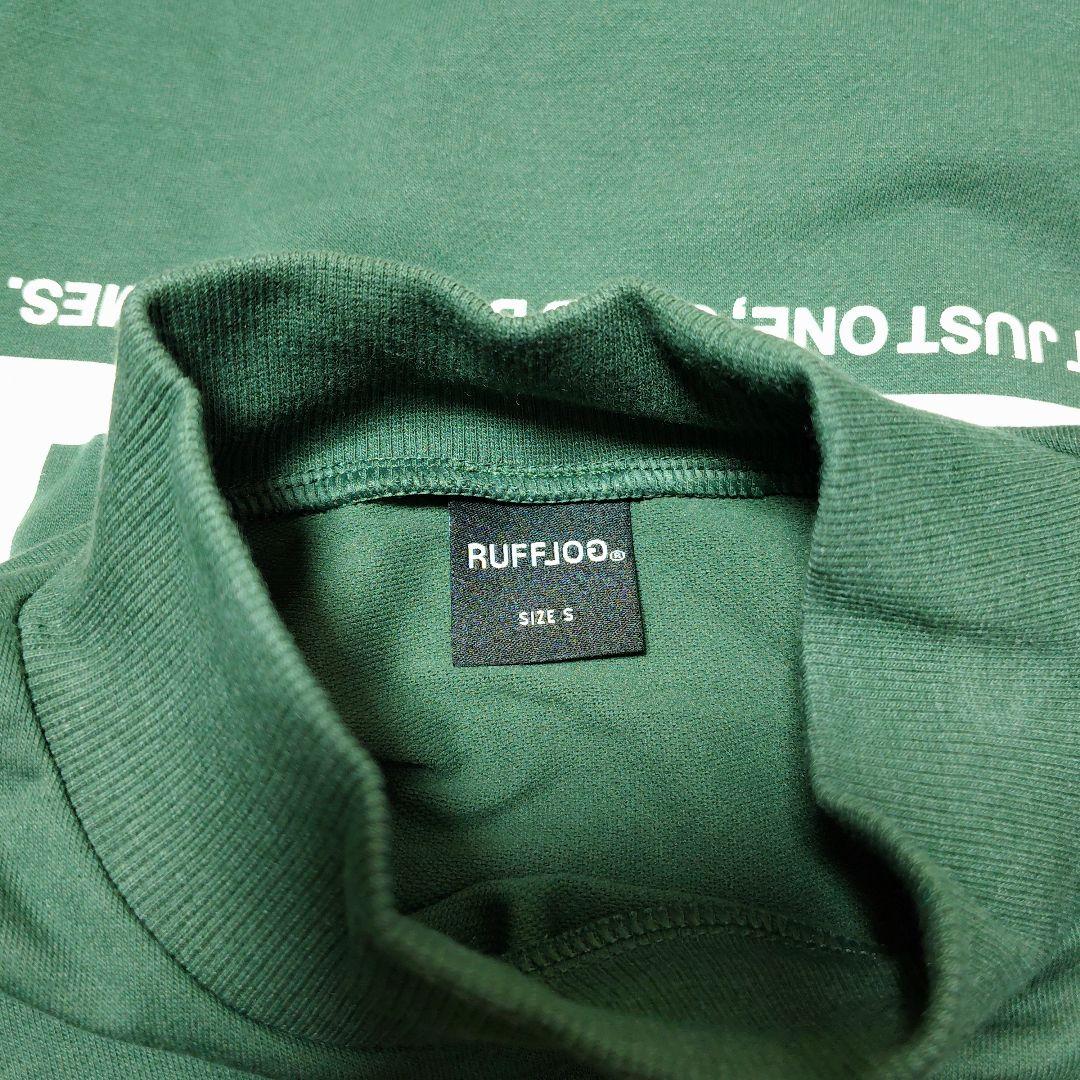 JUST ONE,
RUFFLOG®
SIZE S